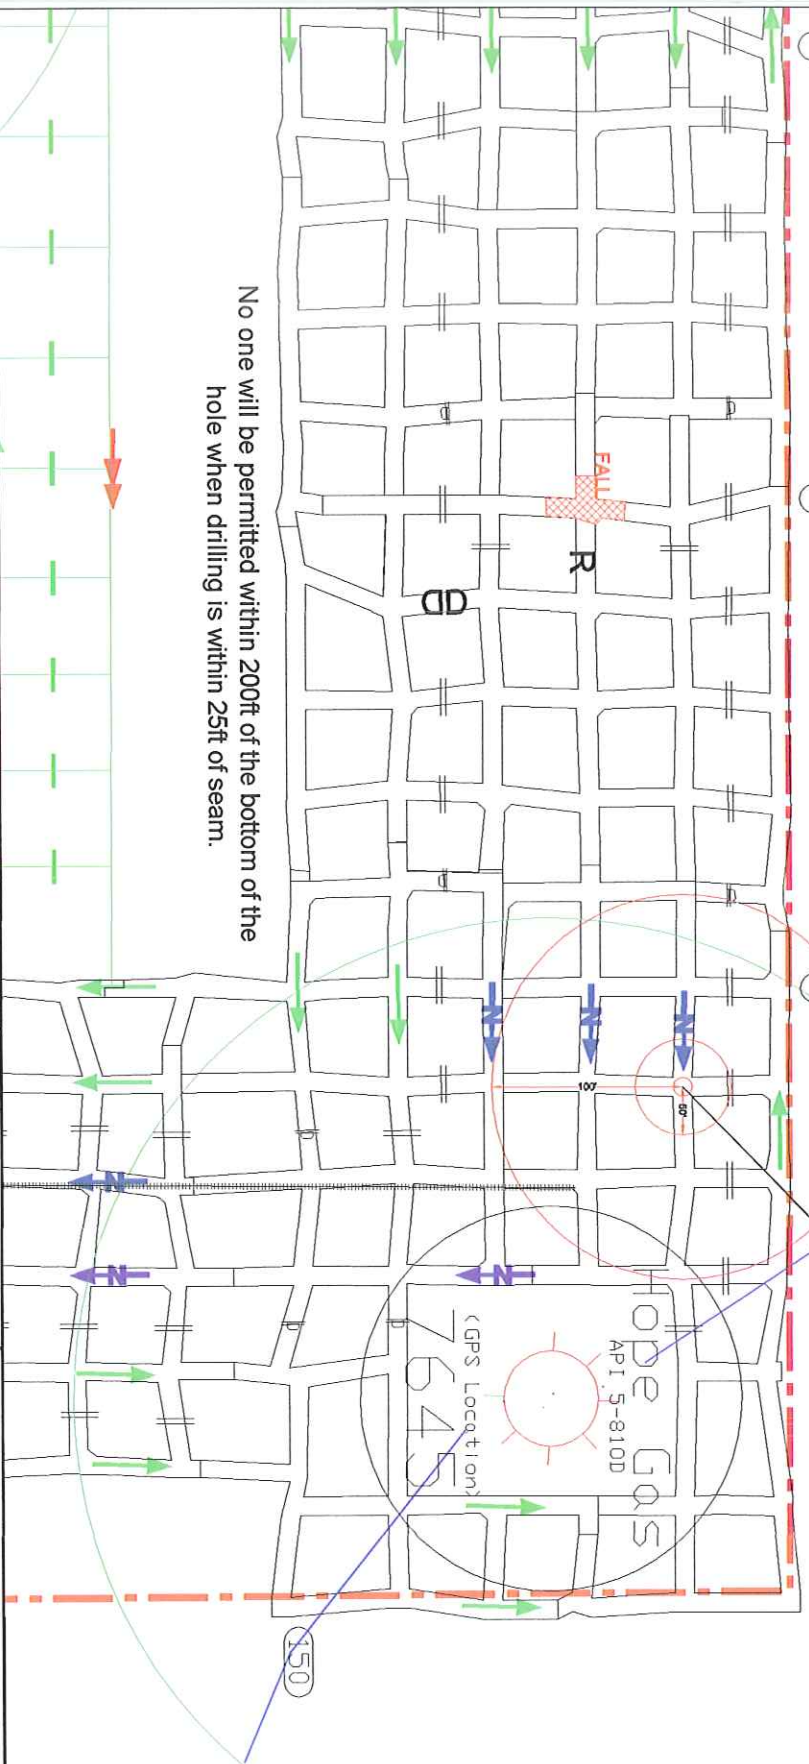 No one will be permitted within 200ft of the bottom of the
hole when drilling is within 25ft of seam.
FALL
R
D
D
D
D
D
D
N
N
N
100'
50'
N
N
N
D
D
D
Hope Gas
API 5-810D
(GPS Location)
7645
150